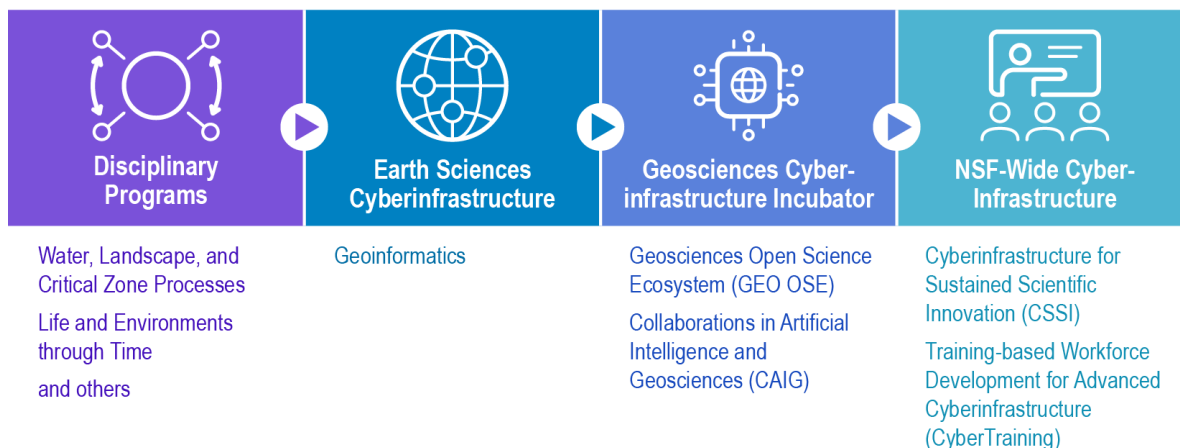 Disciplinary
Programs
Earth Sciences
Cyberinfrastructure
Geosciences Cyber-
infrastructure Incubator
NSF-Wide Cyber-
Infrastructure
Water, Landscape, and
Critical Zone Processes
Life and Environments
through Time
and others
Geoinformatics
Geosciences Open Science
Ecosystem (GEO OSE)
Collaborations in Artificial
Intelligence and
Geosciences (CAIG)
Cyberinfrastructure for
Sustained Scientific
Innovation (CSSI)
Training-based Workforce
Development for Advanced
Cyberinfrastructure
(CyberTraining)